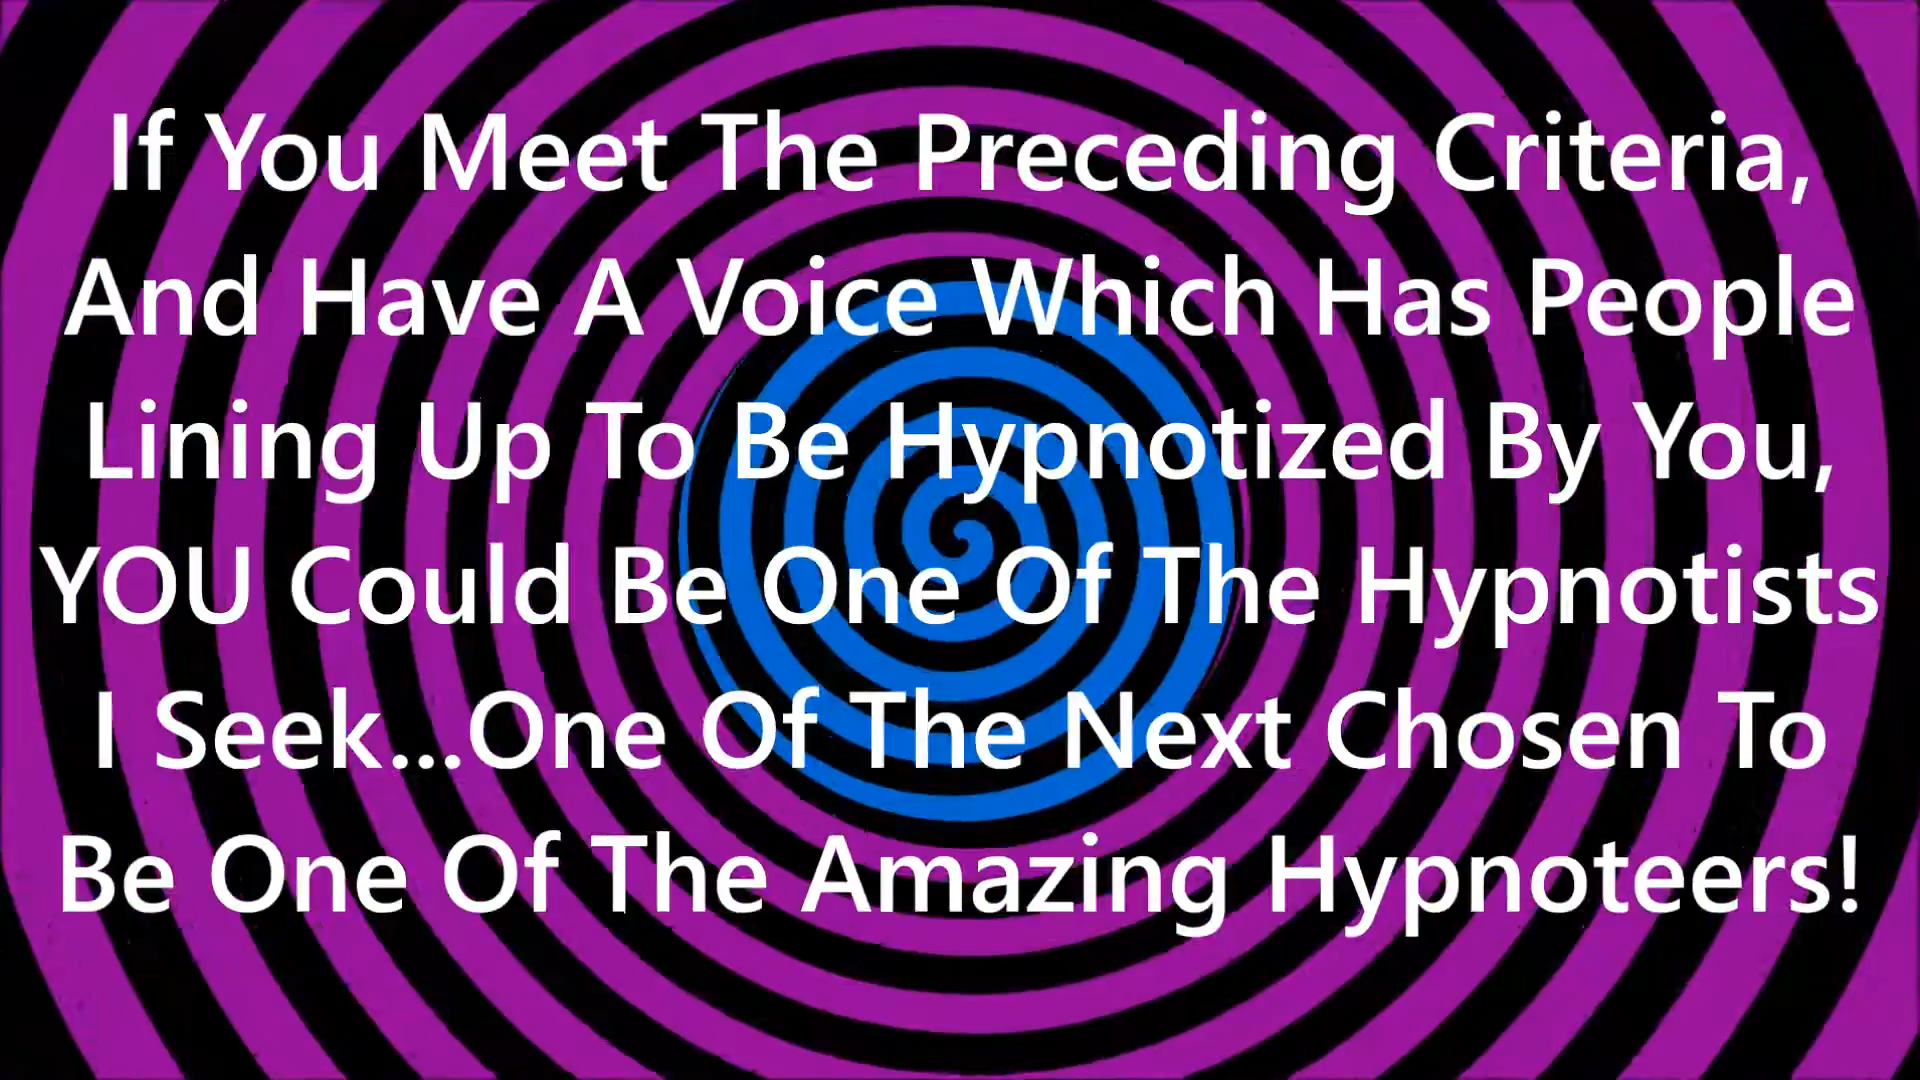 If You Meet The Preceding Criteria,
And Have A Voice Which Has People
Lining Up To Be Hypnotized By You,
YOU Could Be One Of The Hypnotists
I Seek...One Of The Next Chosen To
Be One Of The Amazing Hypnoteers!